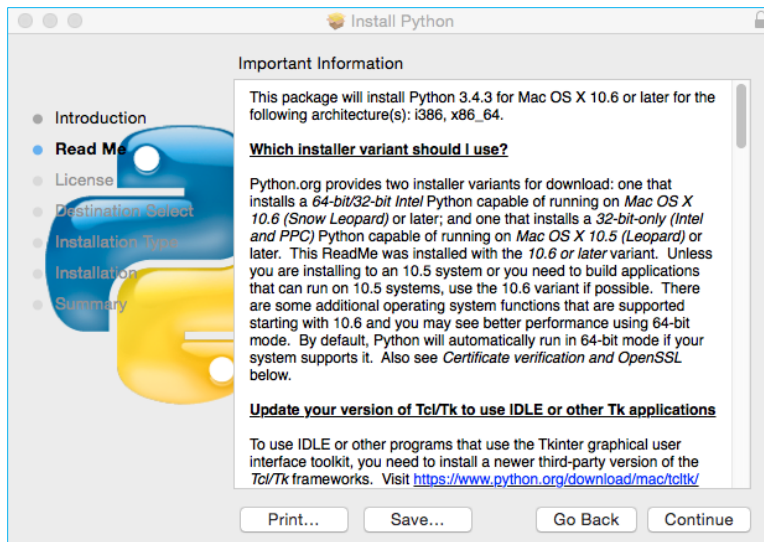 Install Python
Important Information
Introduction
Read Me
License
Destination Select
Installation Type
Installation
Summary
This package will install Python 3.4.3 for Mac OS X 10.6 or later for the
following architecture(s): i386, x86_64.
Which installer variant should I use?
Python.org provides two installer variants for download: one that
installs a 64-bit/32-bit Intel Python capable of running on Mac OS X
10.6 (Snow Leopard) or later; and one that installs a 32-bit-only (Intel
and PPC) Python capable of running on Mac OS X 10.5 (Leopard) or
later. This ReadMe was installed with the 10.6 or later variant. Unless
you are installing to an 10.5 system or you need to build applications
that can run on 10.5 systems, use the 10.6 variant if possible. There
are some additional operating system functions that are supported
starting with 10.6 and you may see better performance using 64-bit
mode. By default, Python will automatically run in 64-bit mode if your
system supports it. Also see Certificate verification and OpenSSL
below.
Update your version of Tcl/Tk to use IDLE or other Tk applications
To use IDLE or other programs that use the Tkinter graphical user
interface toolkit, you need to install a newer third-party version of the
Tcl/Tk frameworks. Visit https://www.python.org/download/mac/tcltk/
Print...
Save...
Go Back
Continue